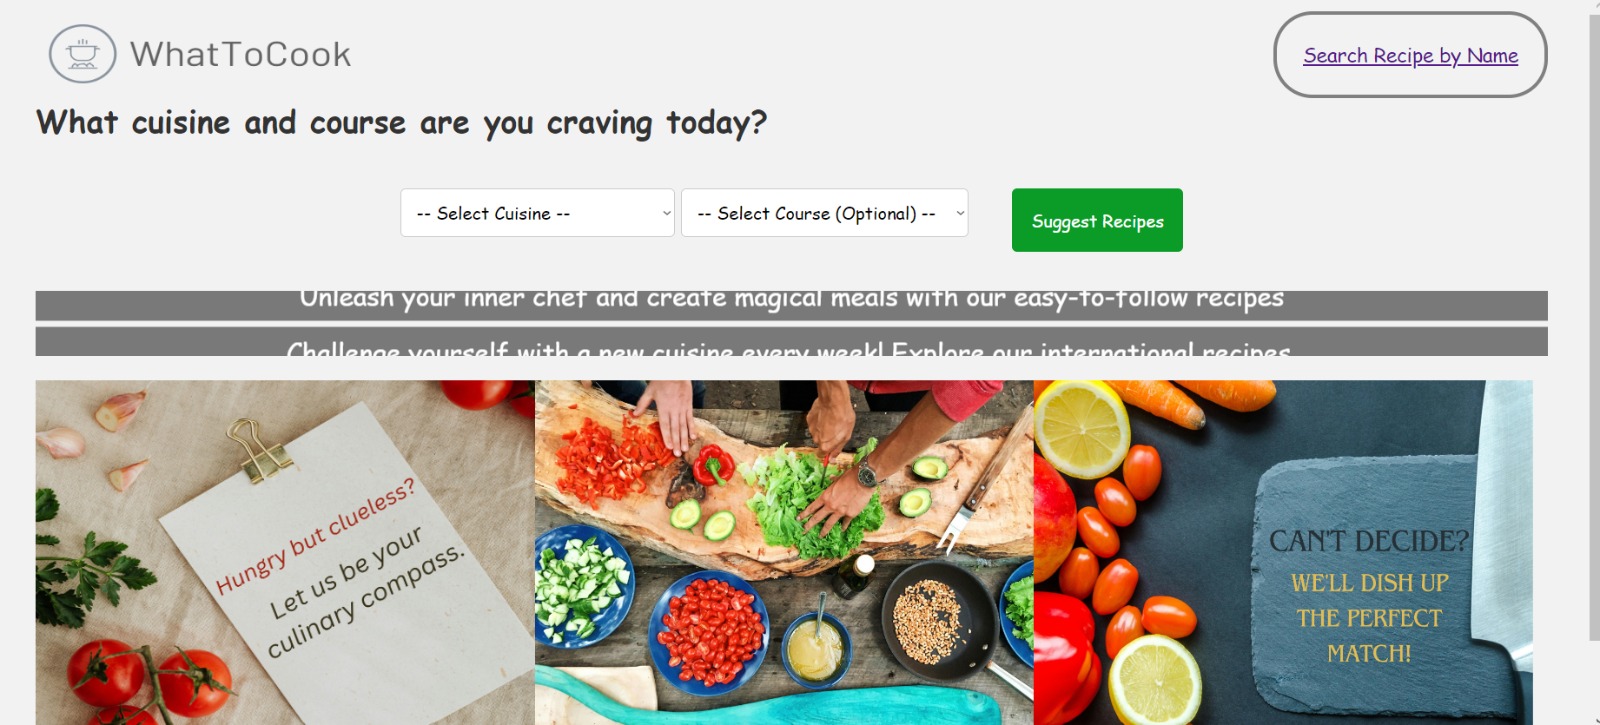 WhatToCook
Search Recipe by Name
What cuisine and course are you craving today?
-- Select Cuisine --
-- Select Course (Optional) --
Suggest Recipes
Unleash your inner chef and create magical meals with our easy-to-follow recipes
Challenge yourself with a new cuisine every week! Explore our international recipes
Hungry but clueless?
Let us be your
culinary compass.
CAN'T DECIDE?
WE'LL DISH UP
THE PERFECT
MATCH!